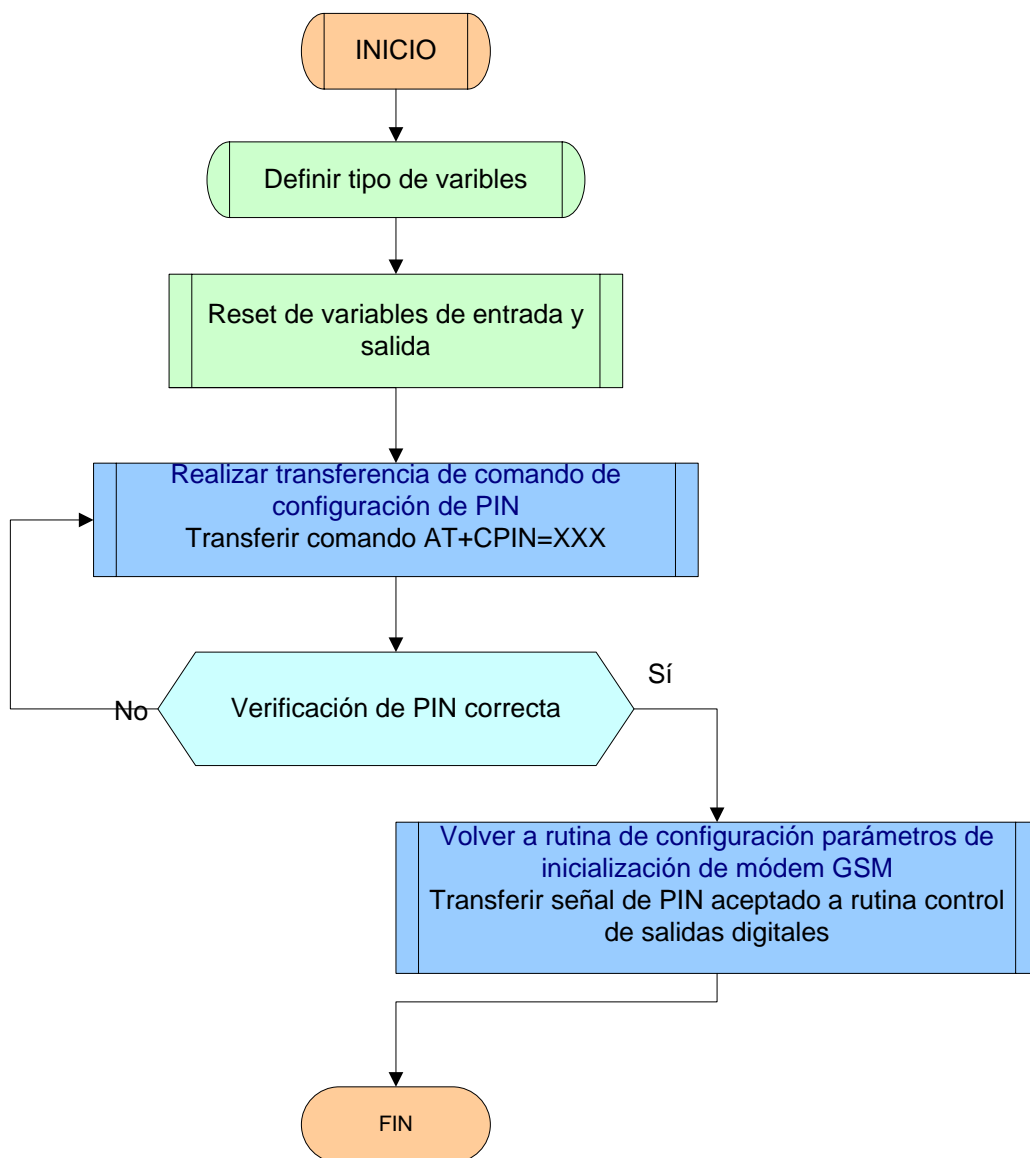 INICIO
Definir tipo de varibles
Reset de variables de entrada y
salida
Realizar transferencia de comando de
configuración de PIN
Transferir comando AT+CPIN=XXX
Sí
No
Verificación de PIN correcta
Volver a rutina de configuración parámetros de
inicialización de módem GSM
Transferir señal de PIN aceptado a rutina control
de salidas digitales
FIN